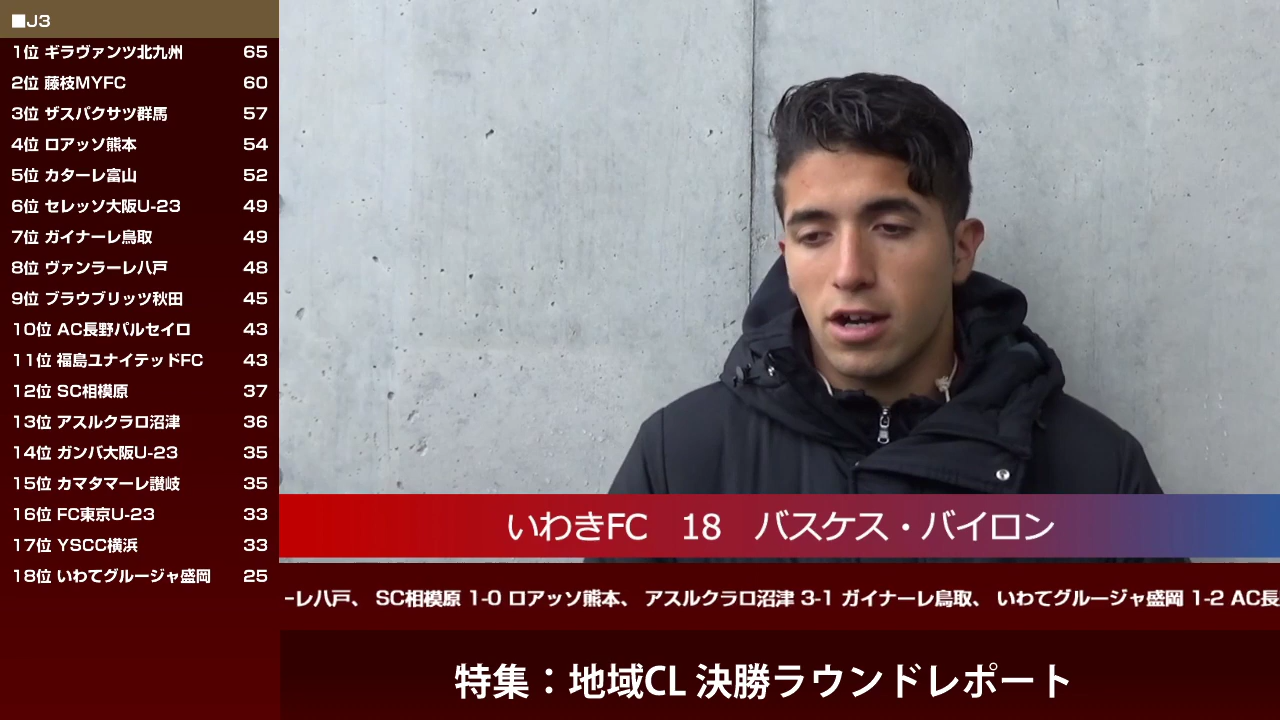 ■J3
1位 ギラヴァンツ北九州 65
2位 藤枝MYFC 60
3位 ザスパクサツ群馬 57
4位 ロアッソ熊本 54
5位 カターレ富山 52
6位 セレッソ大阪U-23 49
7位 ガイナーレ鳥取 49
8位 ヴァンラーレ八戸 48
9位 ブラウブリッツ秋田 45
10位 AC長野パルセイロ 43
11位 福島ユナイテッドFC 43
12位 SC相模原 37
13位 アスルクラロ沼津 36
14位 ガンバ大阪U-23 35
15位 カマタマーレ讃岐 35
16位 FC東京U-23 33
17位 YSCC横浜 33
18位 いわてグルージャ盛岡 25
いわきFC 18 バスケス・バイロン
ーレ八戸、 SC相模原 1-0 ロアッソ熊本、 アスルクラロ沼津 3-1 ガイナーレ鳥取、 いわてグルージャ盛岡 1-2 AC長
特集：地域CL 決勝ラウンドレポート